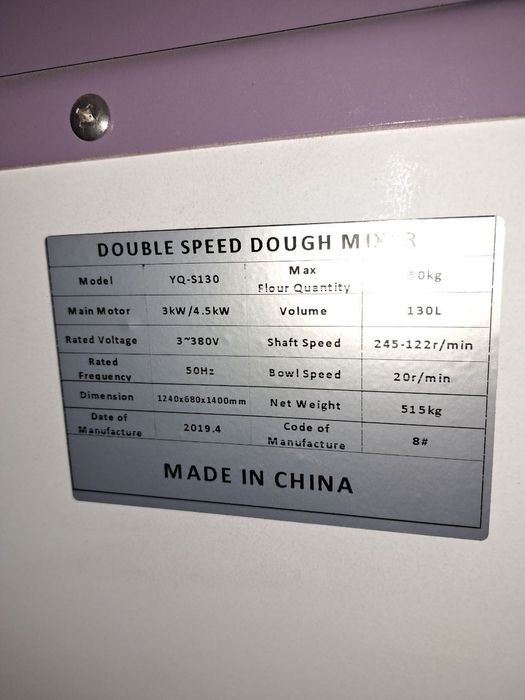 DOUBLE SPEED DOUGH MIXER
Model YQ-S130 Max Flour Quantity 50kg
Main Motor 3kW/4.5kW Volume 130L
Rated Voltage 3~380V Shaft Speed 245-122r/min
Rated Frequency 50Hz Bowl Speed 20r/min
Dimension 1240x680x1400mm Net Weight 515kg
Date of Manufacture 2019.4 Code of Manufacture 8#
MADE IN CHINA